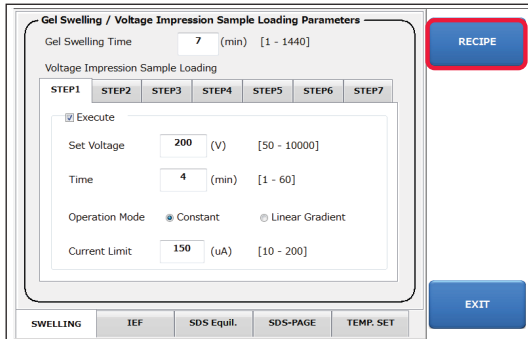 Gel Swelling / Voltage Impression Sample Loading Parameters
Gel Swelling Time 7 (min) [1 - 1440]
Voltage Impression Sample Loading
STEP1 STEP2 STEP3 STEP4 STEP5 STEP6 STEP7
Execute
Set Voltage 200 (V) [50 - 10000]
Time 4 (min) [1 - 60]
Operation Mode Constant Linear Gradient
Current Limit 150 (uA) [10 - 200]
SWELLING IEF SDS Equil. SDS-PAGE TEMP. SET
RECIPE
EXIT